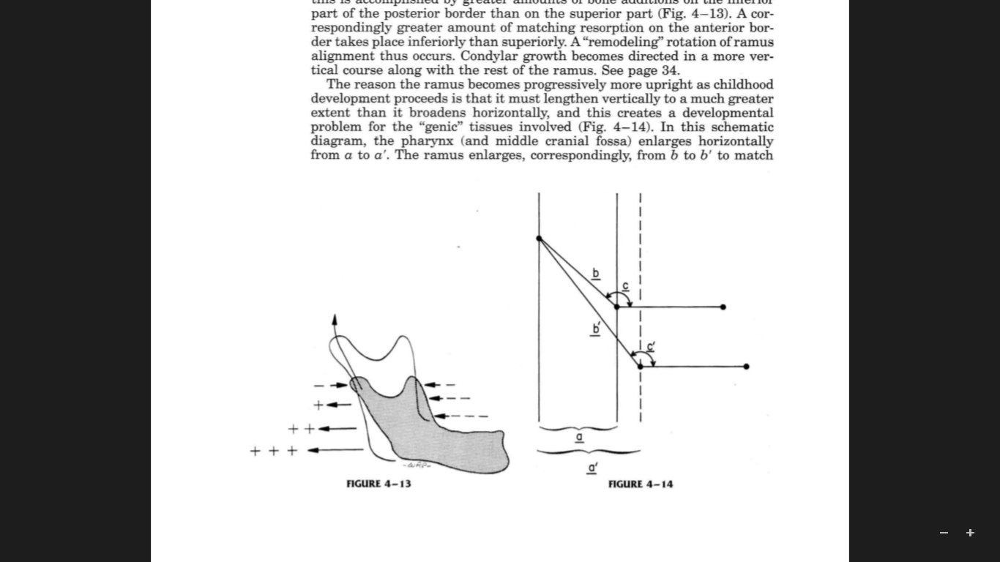 this is accomplished by greater amounts of bone additions on the inferior
part of the posterior border than on the superior part (Fig. 4–13). A cor-
respondingly greater amount of matching resorption on the anterior bor-
der takes place inferiorly than superiorly. A “remodeling” rotation of ramus
alignment thus occurs. Condylar growth becomes directed in a more ver-
tical course along with the rest of the ramus. See page 34.
The reason the ramus becomes progressively more upright as childhood
development proceeds is that it must lengthen vertically to a much greater
extent than it broadens horizontally, and this creates a developmental
problem for the “genic” tissues involved (Fig. 4–14). In this schematic
diagram, the pharynx (and middle cranial fossa) enlarges horizontally
from a to a′. The ramus enlarges, correspondingly, from b to b′ to match
b
c
b′
c′
a
a′
−
+
+ +
+ + +
FIGURE 4–13
FIGURE 4–14
− +